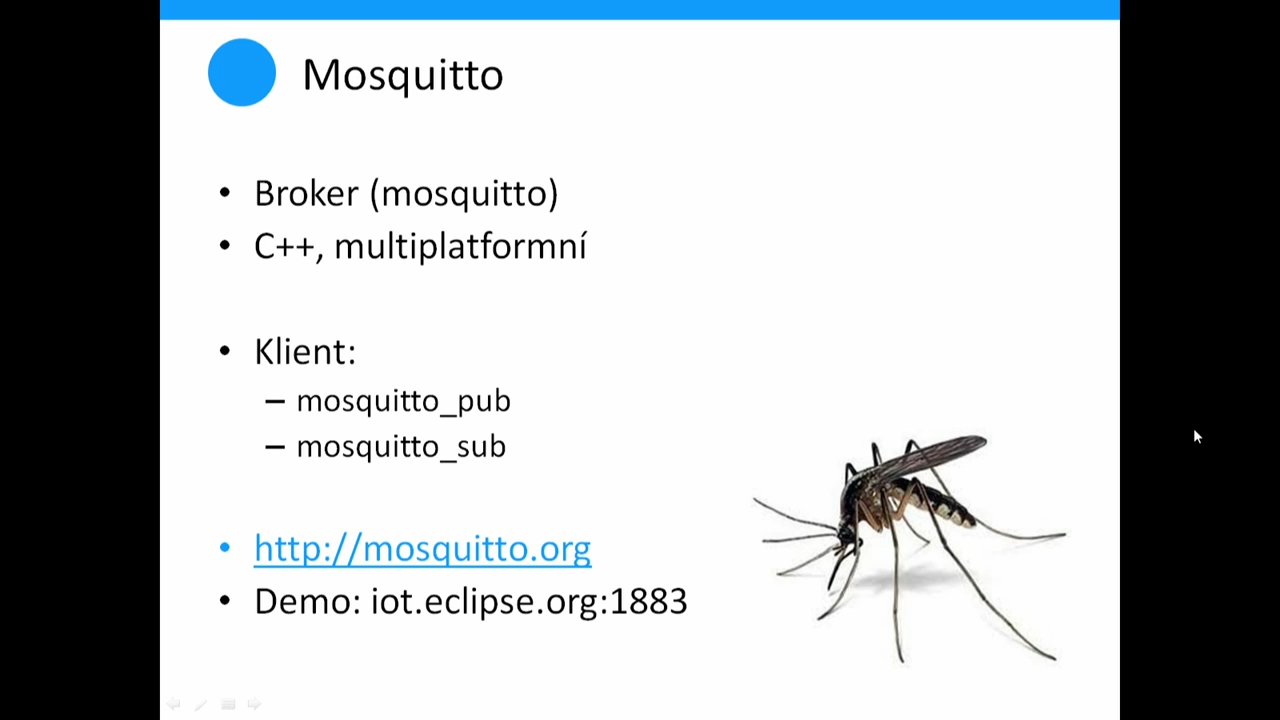 Mosquitto
• Broker (mosquitto)
• C++, multiplatformní
• Klient:
– mosquitto_pub
– mosquitto_sub
• http://mosquitto.org
• Demo: iot.eclipse.org:1883